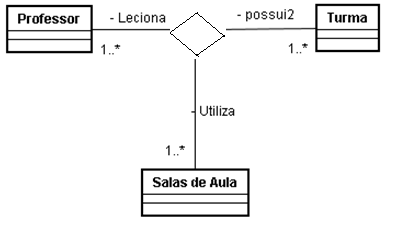 Professor
- Leciona
- possui2
Turma
1..*
1..*
- Utiliza
1..*
Salas de Aula